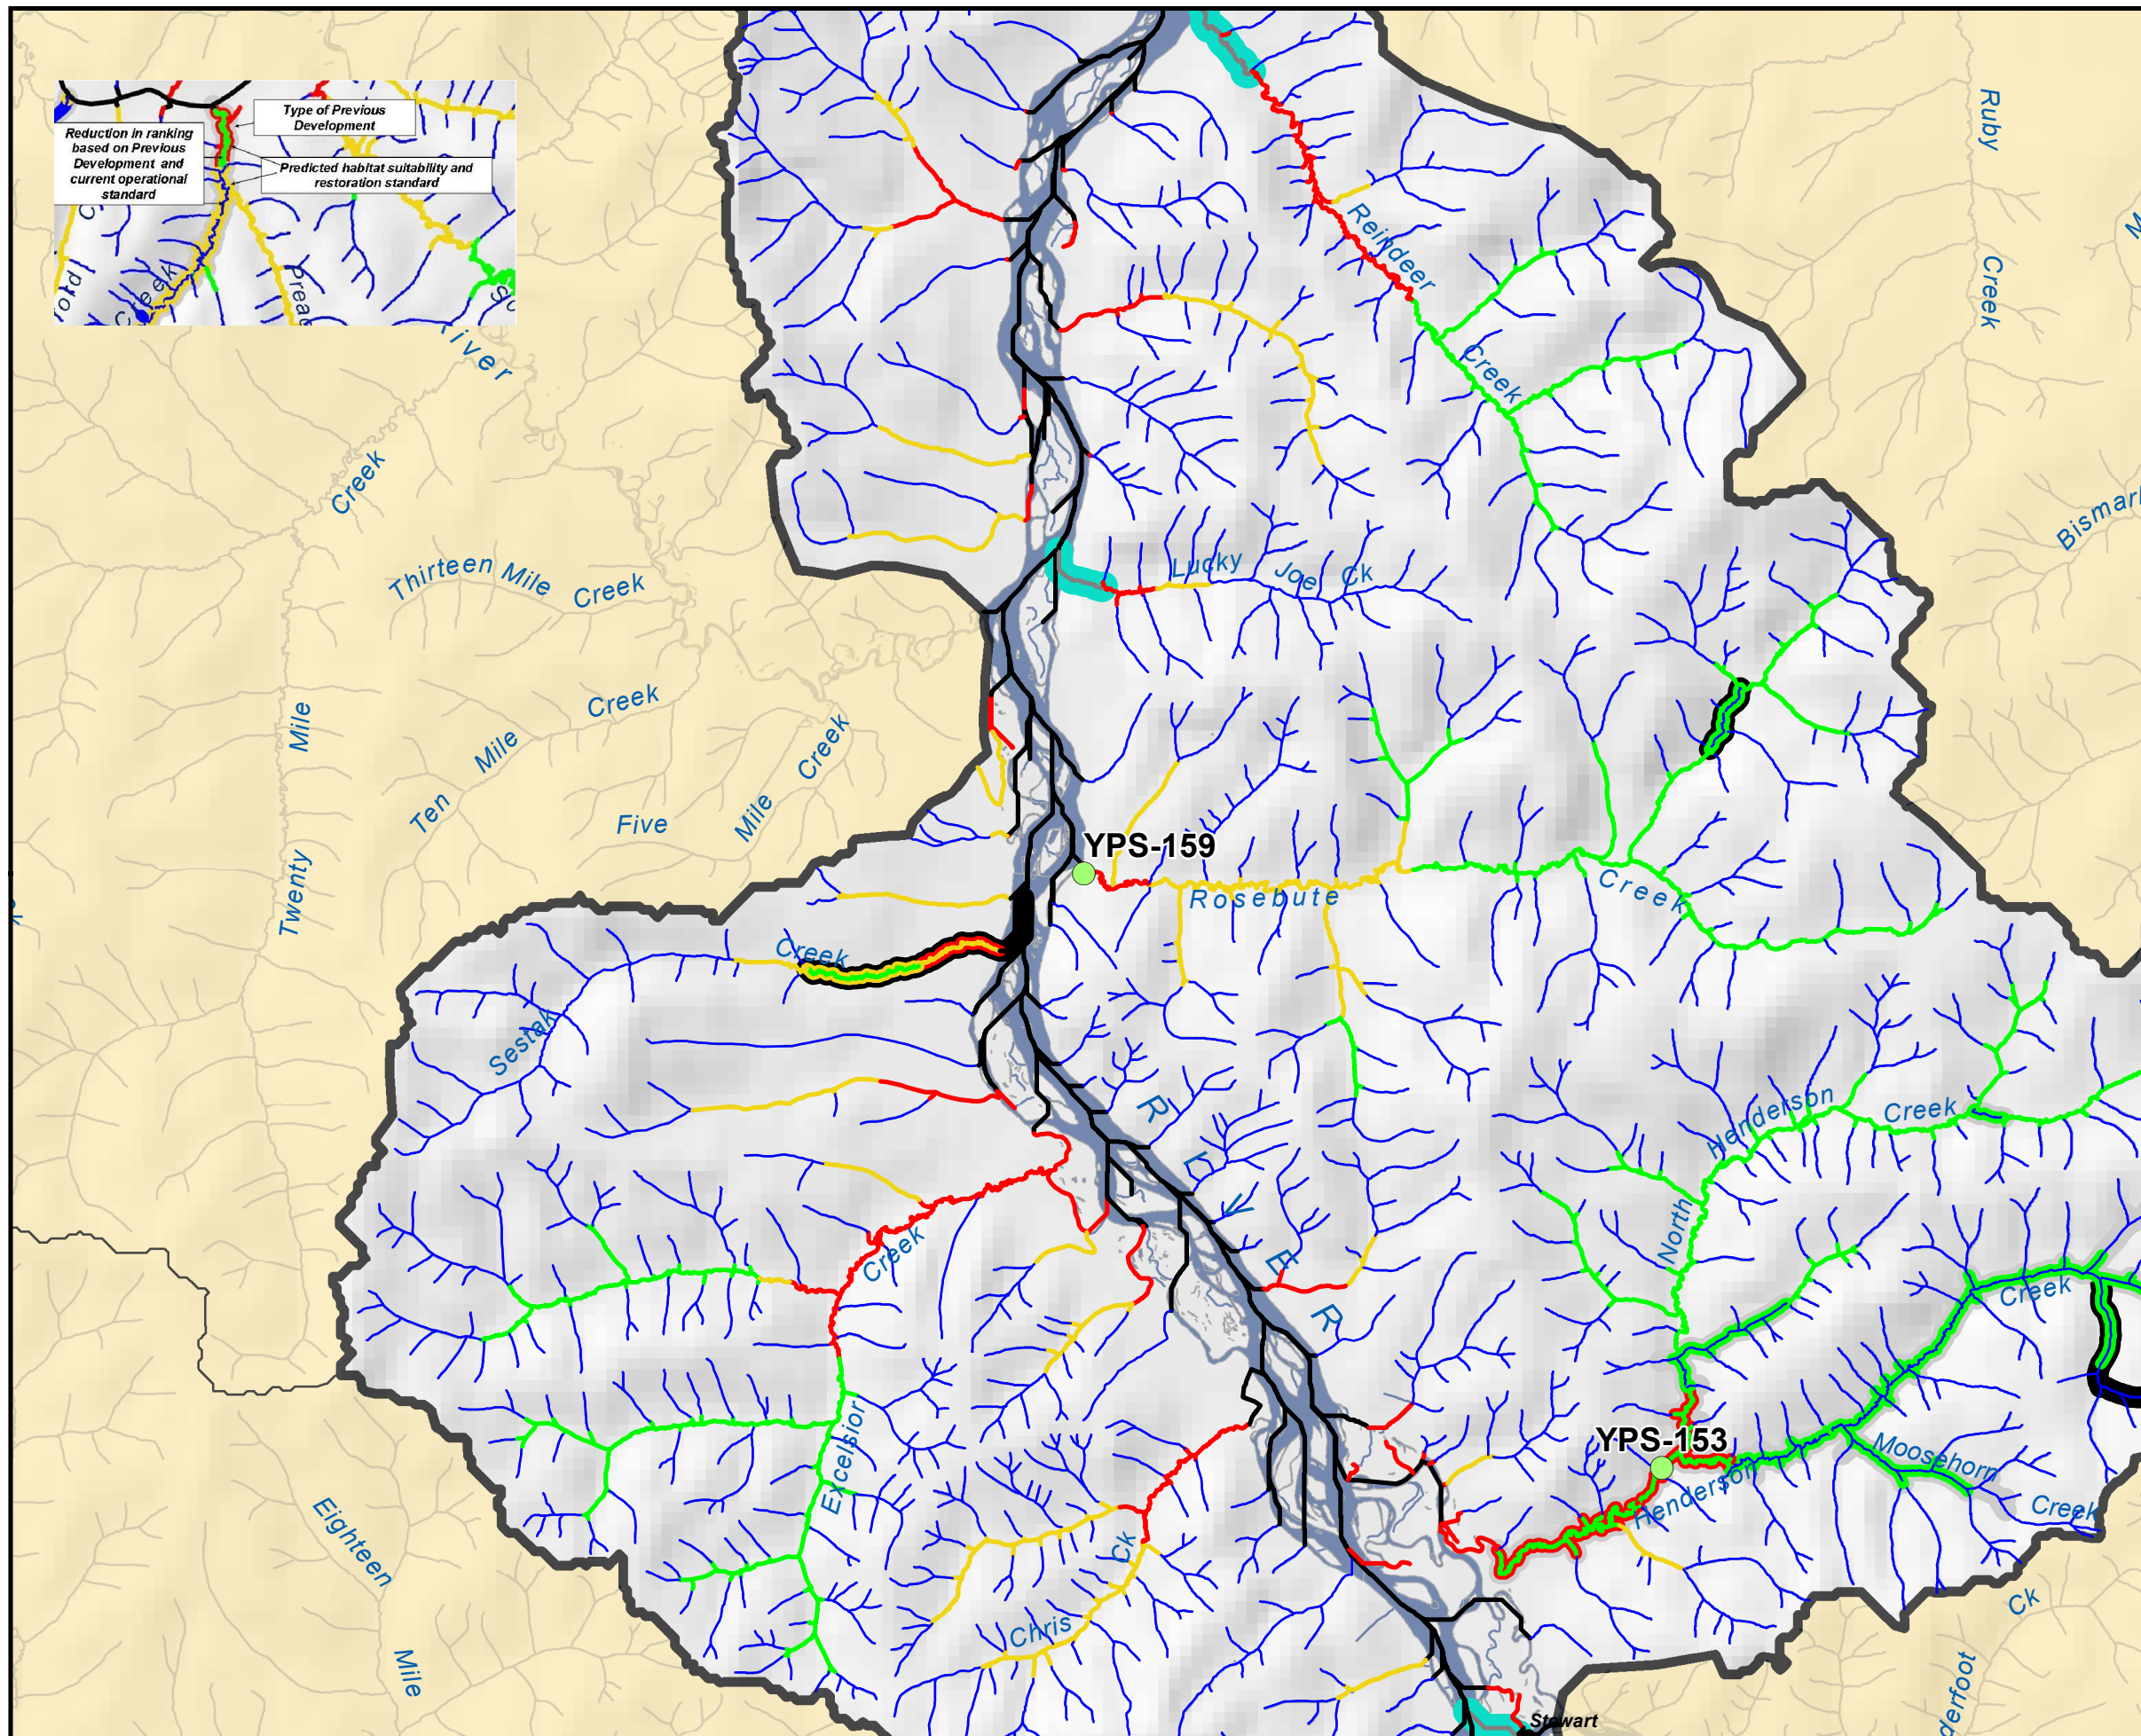 Type of Previous
Development
Reduction in ranking
based on Previous
Development and
current operational
standard
Predicted habitat suitability and
restoration standard
Creek
River
Ruby
Creek
Reindeer
Creek
Creek
Thirteen Mile Creek
Lucky Joe Ck
Twenty Mile
Ten Mile Creek
Five Mile Creek
YPS-159
Rosebute
Creek
Creek
Sestak
RIVER
Henderson Creek
North
Creek
Creek
Excelsior
YPS-153
Henderson
Moosehorn
Creek
Eighteen
Mile
Chris
Ck
Ck
Stewart